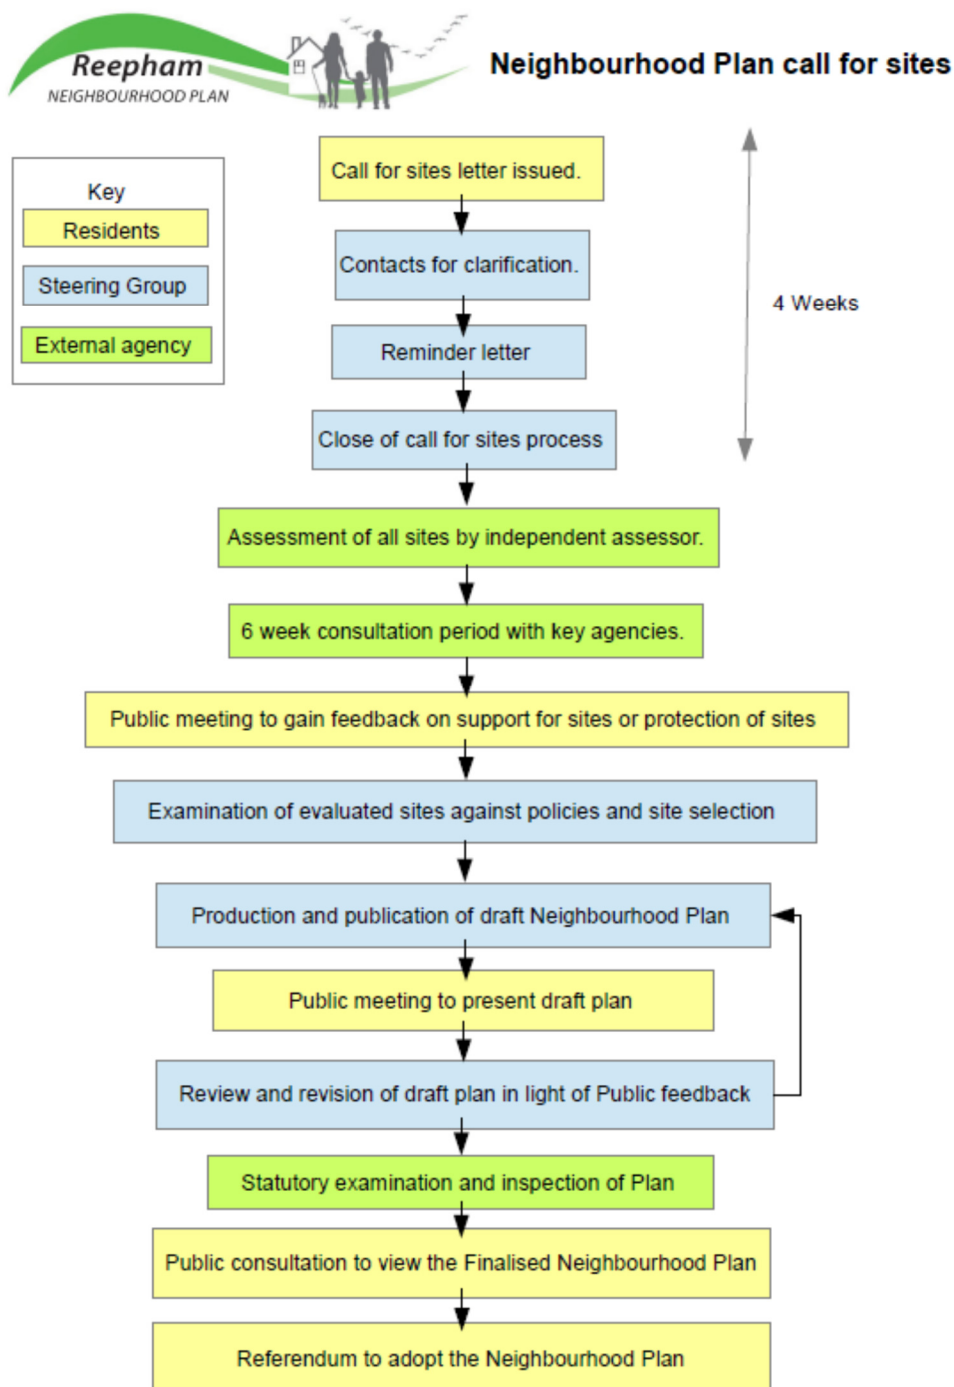 Reepham
NEIGHBOURHOOD PLAN
Neighbourhood Plan call for sites
Key
Residents
Steering Group
External agency
Call for sites letter issued.
Contacts for clarification.
Reminder letter
Close of call for sites process
4 Weeks
Assessment of all sites by independent assessor.
6 week consultation period with key agencies.
Public meeting to gain feedback on support for sites or protection of sites
Examination of evaluated sites against policies and site selection
Production and publication of draft Neighbourhood Plan
Public meeting to present draft plan
Review and revision of draft plan in light of Public feedback
Statutory examination and inspection of Plan
Public consultation to view the Finalised Neighbourhood Plan
Referendum to adopt the Neighbourhood Plan